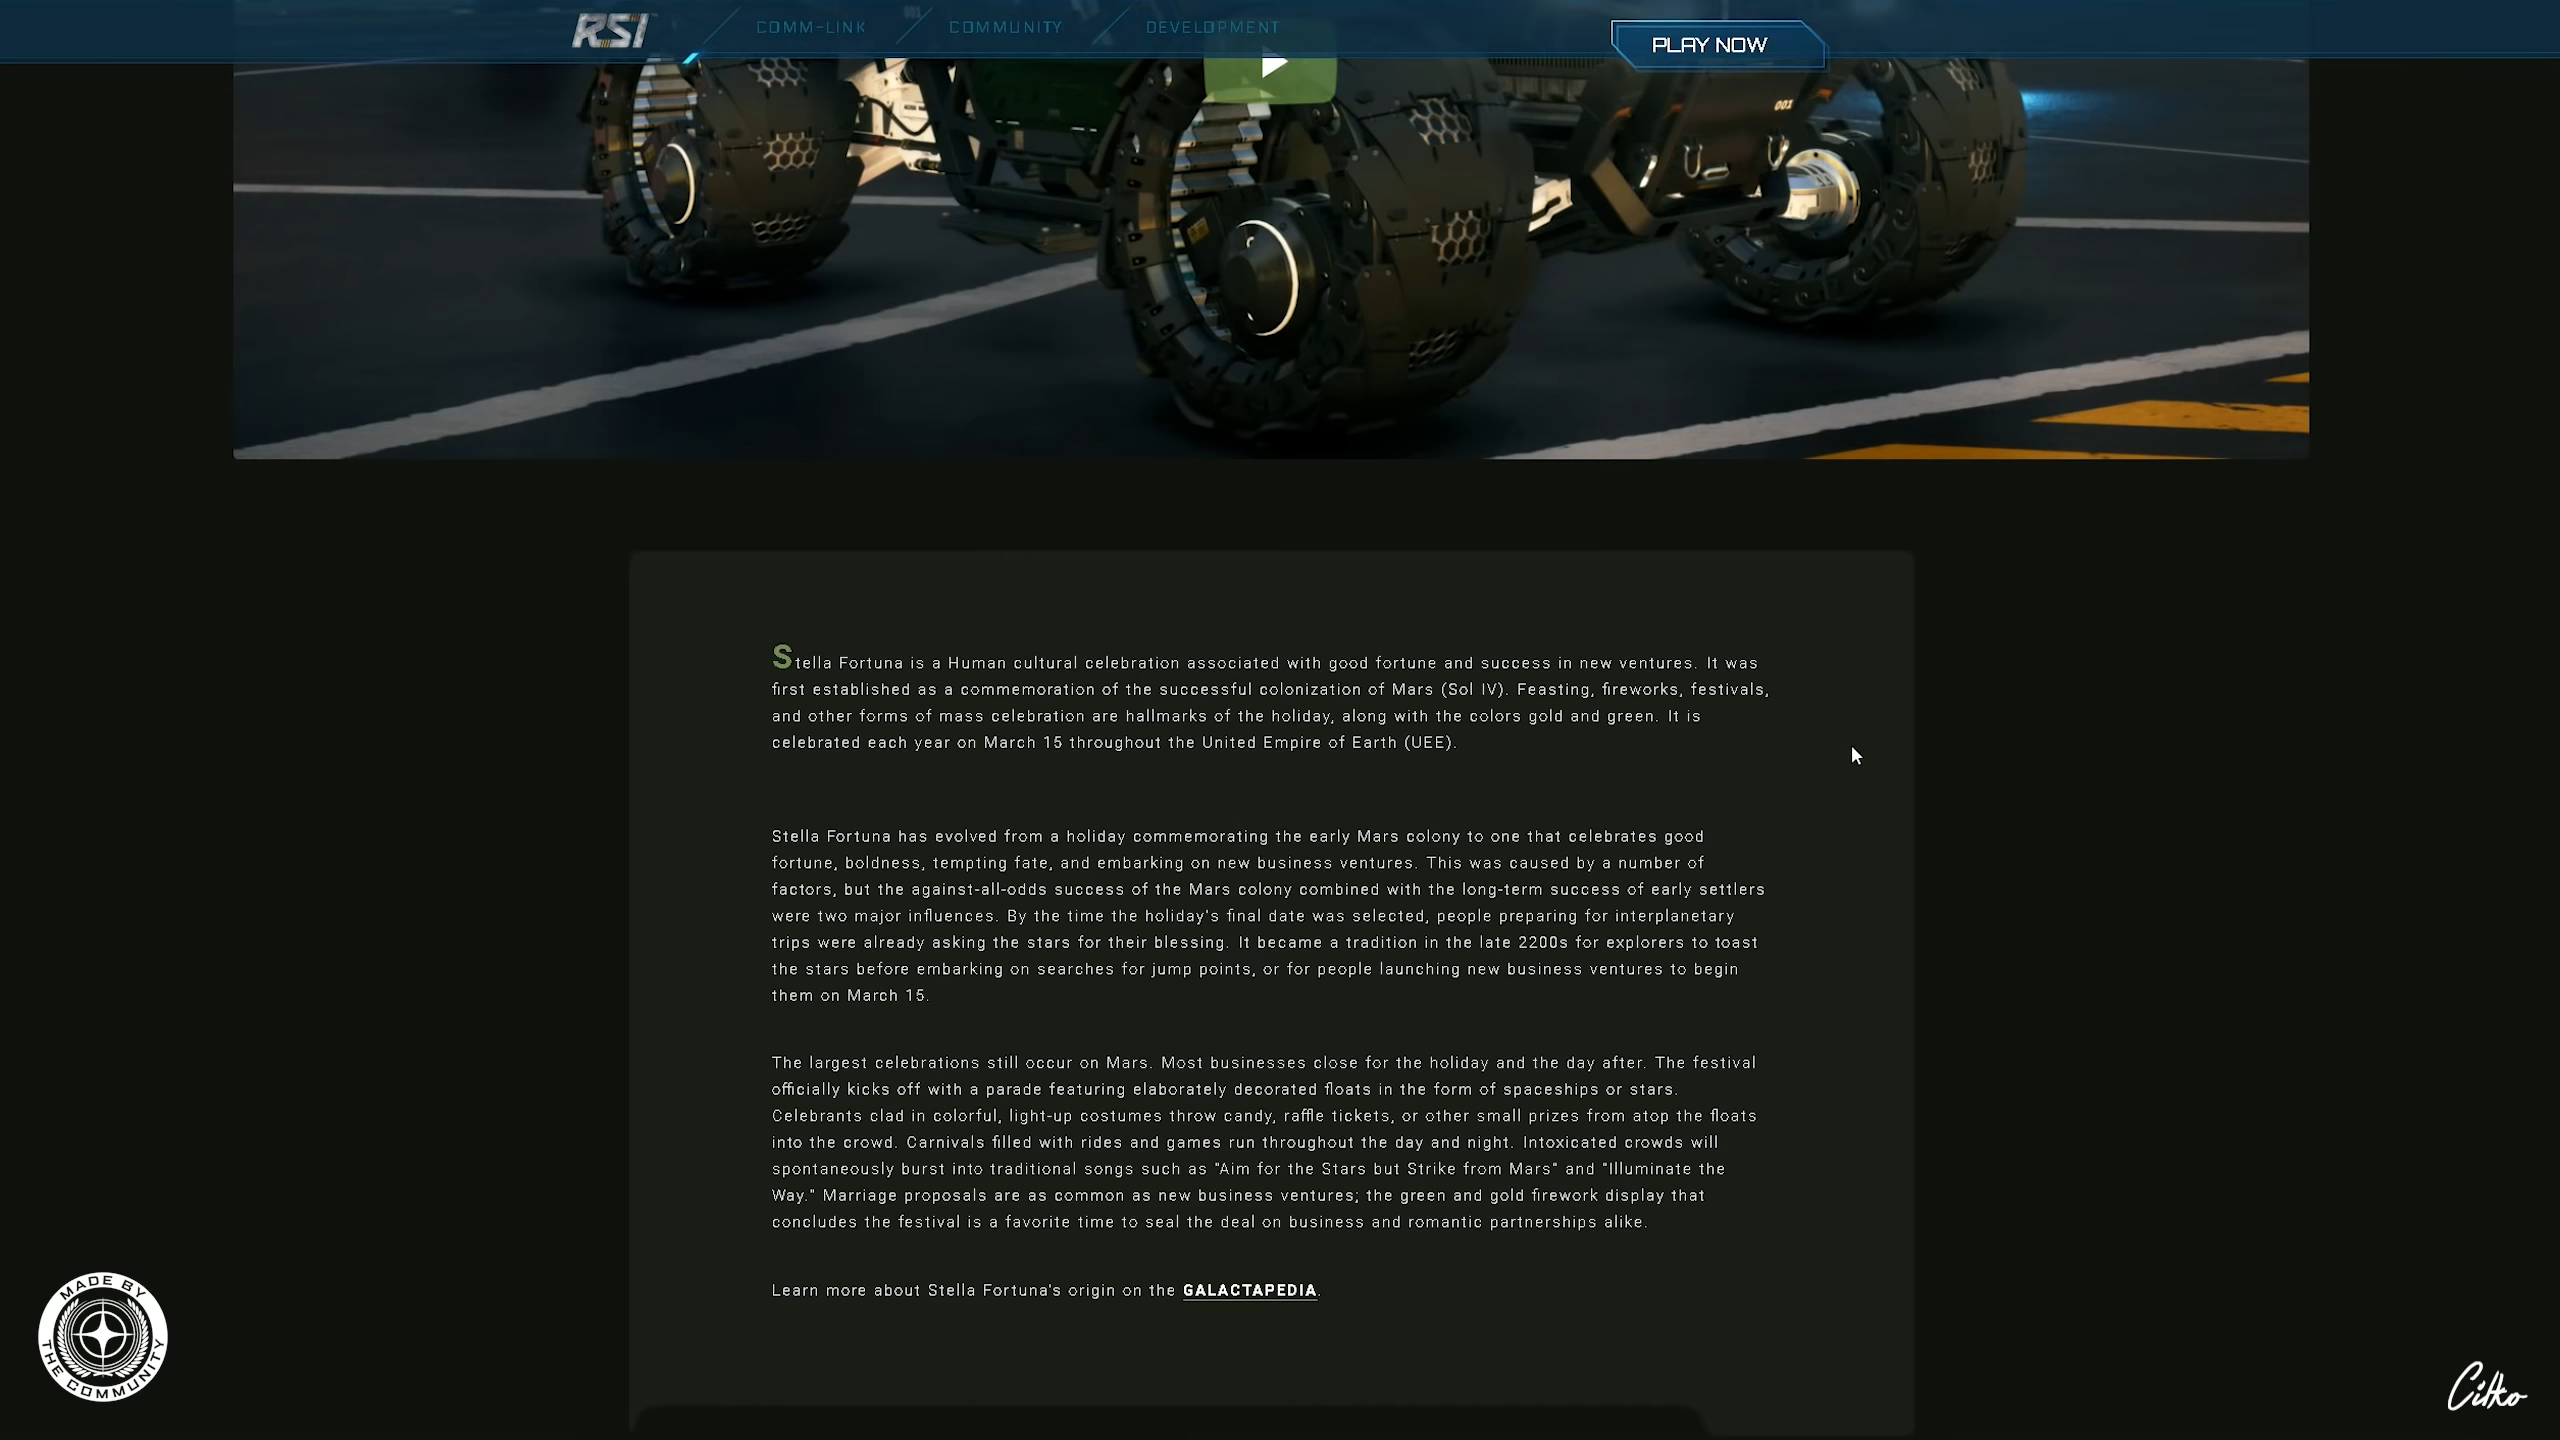 RSI
COMM-LINK
COMMUNITY
DEVELOPMENT
PLAY NOW
001
Stella Fortuna is a Human cultural celebration associated with good fortune and success in new ventures. It was
first established as a commemoration of the successful colonization of Mars (Sol IV). Feasting, fireworks, festivals,
and other forms of mass celebration are hallmarks of the holiday, along with the colors gold and green. It is
celebrated each year on March 15 throughout the United Empire of Earth (UEE).
Stella Fortuna has evolved from a holiday commemorating the early Mars colony to one that celebrates good
fortune, boldness, tempting fate, and embarking on new business ventures. This was caused by a number of
factors, but the against-all-odds success of the Mars colony combined with the long-term success of early settlers
were two major influences. By the time the holiday's final date was selected, people preparing for interplanetary
trips were already asking the stars for their blessing. It became a tradition in the late 2200s for explorers to toast
the stars before embarking on searches for jump points, or for people launching new business ventures to begin
them on March 15.
The largest celebrations still occur on Mars. Most businesses close for the holiday and the day after. The festival
officially kicks off with a parade featuring elaborately decorated floats in the form of spaceships or stars.
Celebrants clad in colorful, light-up costumes throw candy, raffle tickets, or other small prizes from atop the floats
into the crowd. Carnivals filled with rides and games run throughout the day and night. Intoxicated crowds will
spontaneously burst into traditional songs such as "Aim for the Stars but Strike from Mars" and "Illuminate the
Way." Marriage proposals are as common as new business ventures; the green and gold firework display that
concludes the festival is a favorite time to seal the deal on business and romantic partnerships alike.
Learn more about Stella Fortuna's origin on the GALACTAPEDIA.
MADE BY
THE COMMUNITY